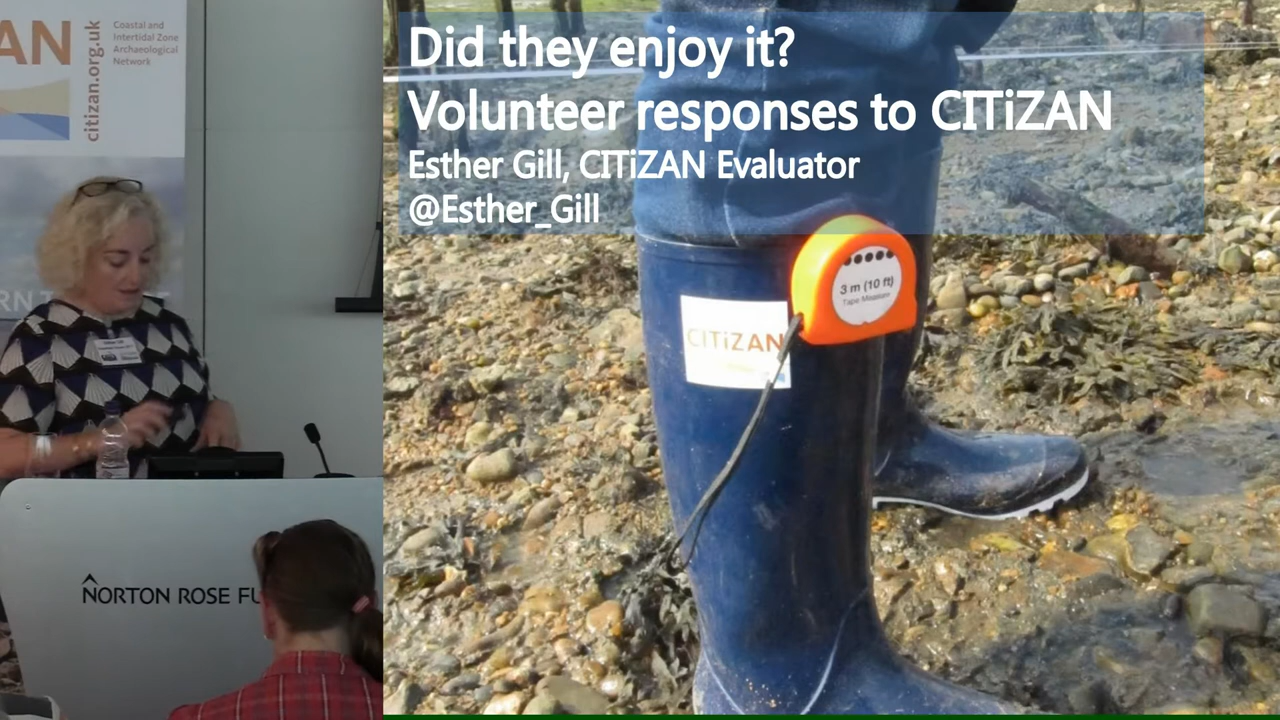 AN
citizan.org.uk
Coastal and
Intertidal Zone
Archaeological
Network
Did they enjoy it?
Volunteer responses to CITiZAN
Esther Gill, CITiZAN Evaluator
@Esther_Gill
3 m (10 ft)
Tape Measure
CITiZAN
NORTON ROSE FU